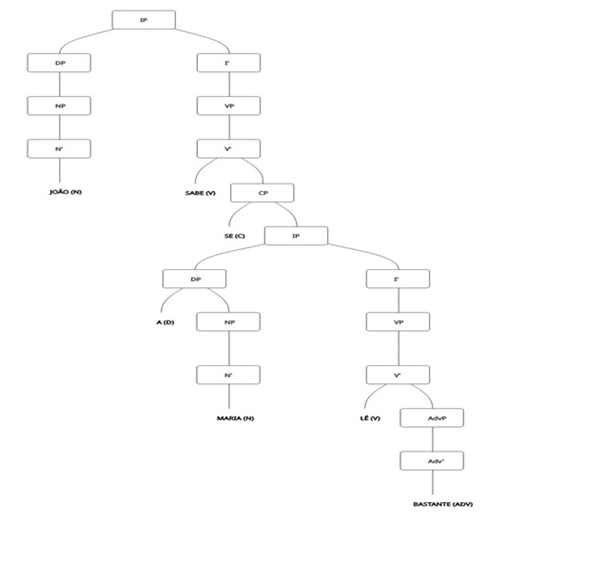 IP
DP I'
NP VP
N' V'
JOÃO (N) SABE (V) CP
SE (C) IP
DP I'
A (D) NP VP
N' V'
MARIA (N) LÊ (V) AdvP
Adv'
BASTANTE (ADV)